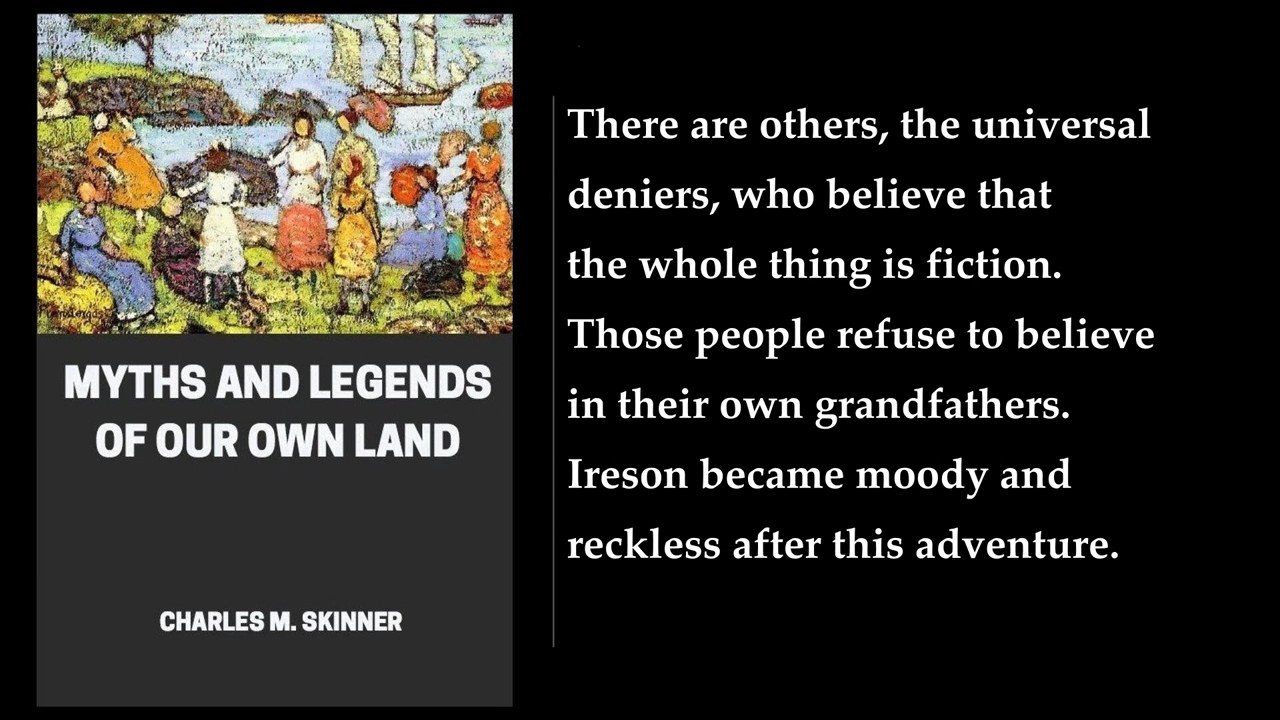 MYTHS AND LEGENDS
OF OUR OWN LAND
CHARLES M. SKINNER
There are others, the universal
deniers, who believe that
the whole thing is fiction.
Those people refuse to believe
in their own grandfathers.
Ireson became moody and
reckless after this adventure.